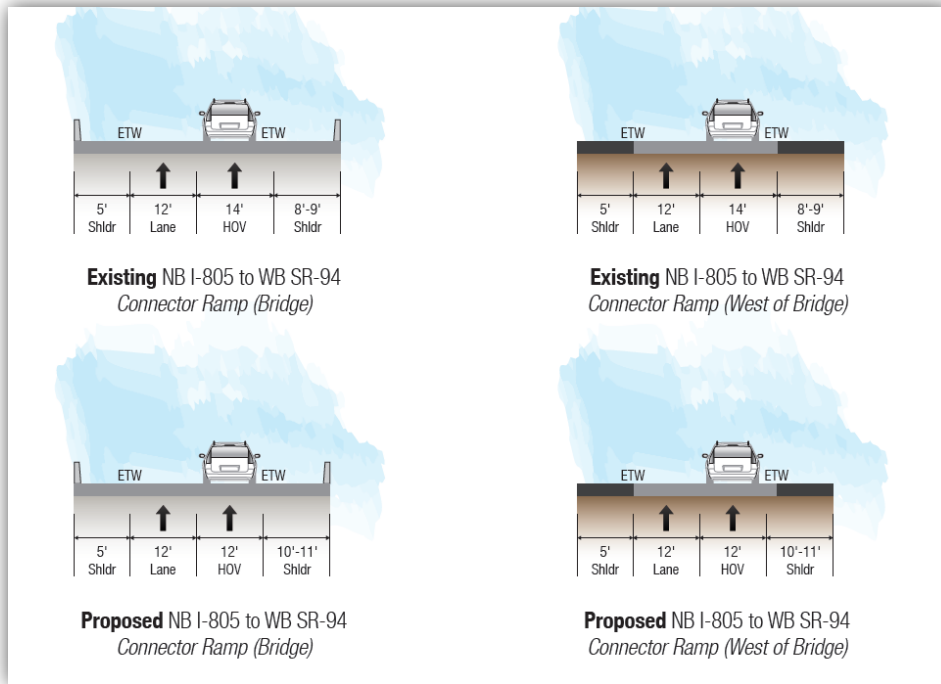 ETW ETW
5' 12' 14' 8'-9'
Shldr Lane HOV Shldr
Existing NB I-805 to WB SR-94
Connector Ramp (Bridge)
ETW ETW
5' 12' 14' 8'-9'
Shldr Lane HOV Shldr
Existing NB I-805 to WB SR-94
Connector Ramp (West of Bridge)
ETW ETW
5' 12' 12' 10'-11'
Shldr Lane HOV Shldr
Proposed NB I-805 to WB SR-94
Connector Ramp (Bridge)
ETW ETW
5' 12' 12' 10'-11'
Shldr Lane HOV Shldr
Proposed NB I-805 to WB SR-94
Connector Ramp (West of Bridge)